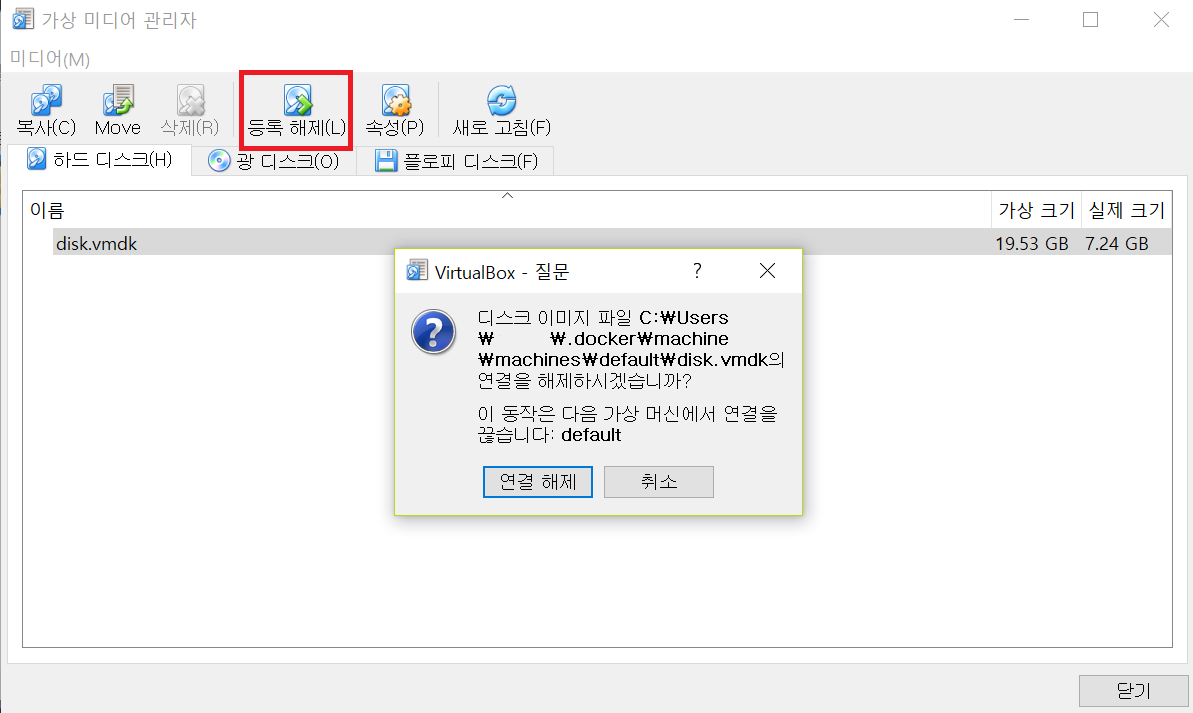 가상 미디어 관리자
미디어(M)
복사(C) Move 삭제(R) 등록 해제(L) 속성(P) 새로 고침(F)
하드 디스크(H) 광 디스크(O) 플로피 디스크(F)
이름 가상 크기 실제 크기
disk.vmdk 19.53 GB 7.24 GB
VirtualBox - 질문 ?
?
디스크 이미지 파일 C:₩Users
₩ ₩.docker₩machine
₩machines₩default₩disk.vmdk의
연결을 해제하시겠습니까?
이 동작은 다음 가상 머신에서 연결을
끊습니다: default
연결 해제 취소
닫기